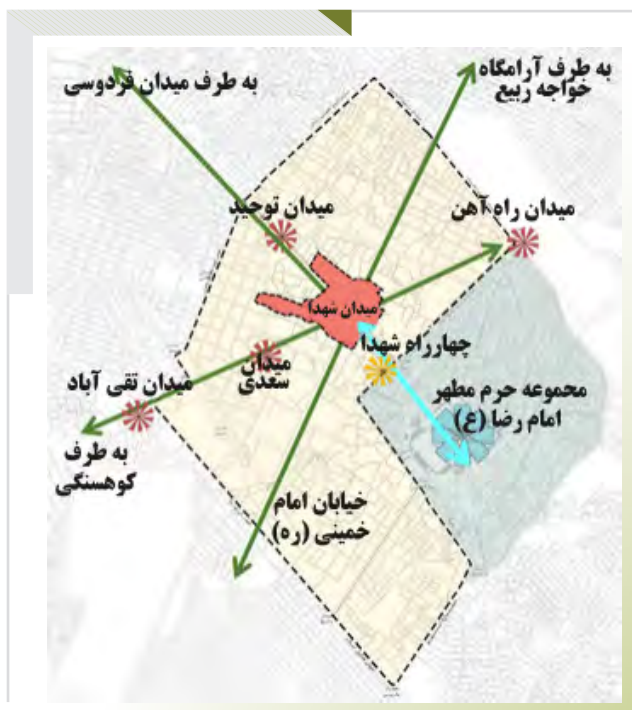 به طرف آرامگاه
خواجه ربیع
به طرف میدان فردوسی
میدان توحید
میدان راه آهن
میدان شهدا
چهارراه شهدا
میدان
سعدی
میدان تقی آباد
مجموعه حرم مطهر
امام رضا (ع)
به طرف
کوهسنگی
خیابان امام
خمینی (ره)